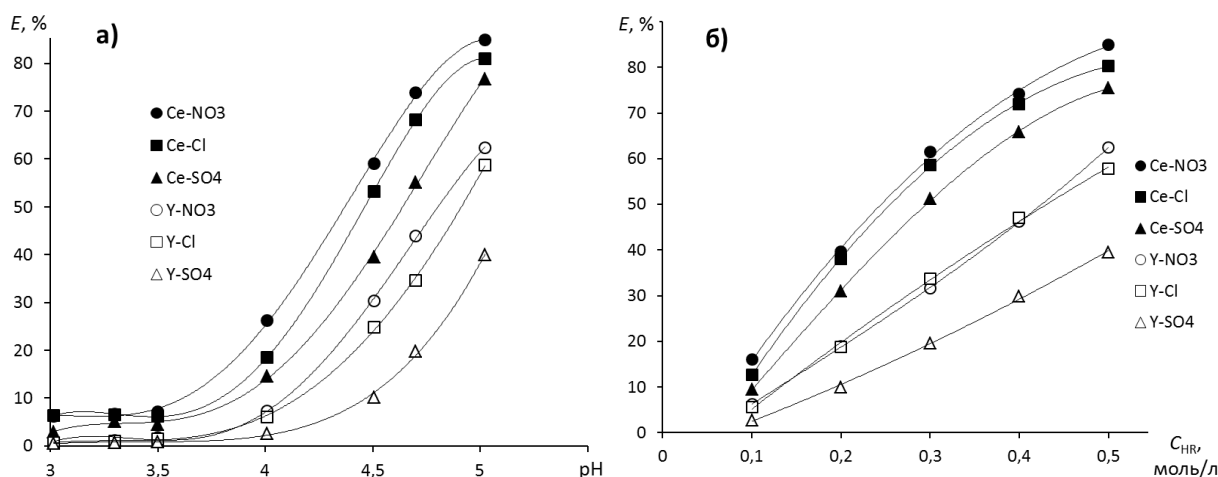 E, %
а)
80
70
60
50
40
30
20
10
0
3
3,5
4
4,5
5
pH
Ce-NO3
Ce-Cl
Ce-SO4
Y-NO3
Y-Cl
Y-SO4
E, %
б)
80
70
60
50
40
30
20
10
0
0
0,1
0,2
0,3
0,4
0,5
C_HR,
моль/л
Ce-NO3
Ce-Cl
Ce-SO4
Y-NO3
Y-Cl
Y-SO4